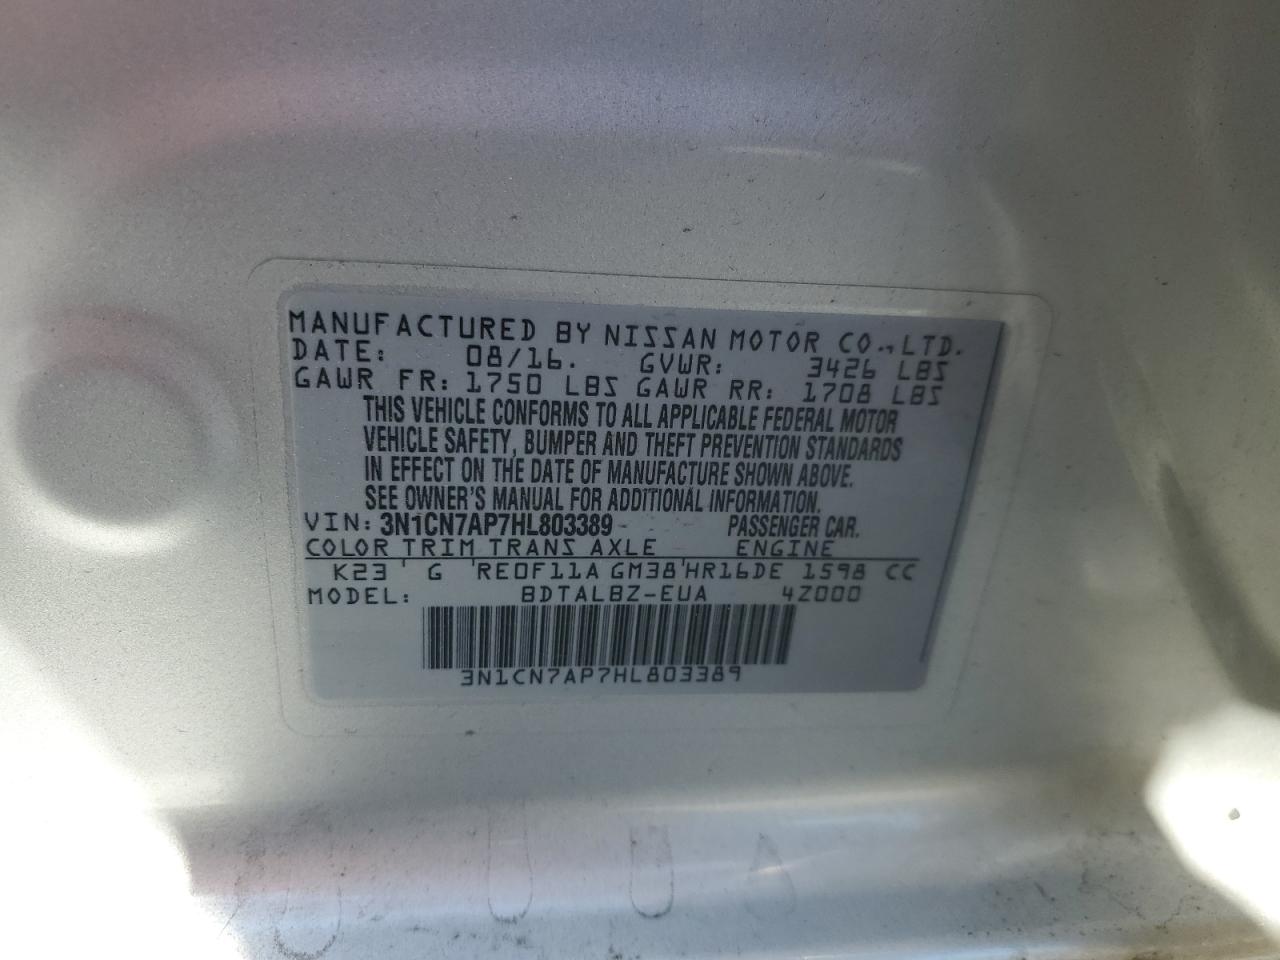 MANUFACTURED BY NISSAN MOTOR CO.,LTD.
DATE: 08/16. GVWR: 3426 LBS
GAWR FR: 1750 LBS GAWR RR: 1708 LBS
THIS VEHICLE CONFORMS TO ALL APPLICABLE FEDERAL MOTOR
VEHICLE SAFETY, BUMPER AND THEFT PREVENTION STANDARDS
IN EFFECT ON THE DATE OF MANUFACTURE SHOWN ABOVE.
SEE OWNER'S MANUAL FOR ADDITIONAL INFORMATION.
VIN: 3N1CN7AP7HL803389 PASSENGER CAR.
COLOR TRIM TRANS AXLE ENGINE
K23 G RE0F11A GM38 HR16DE 1598 CC
MODEL: BDTALBZ-EUA 4Z000
3N1CN7AP7HL803389